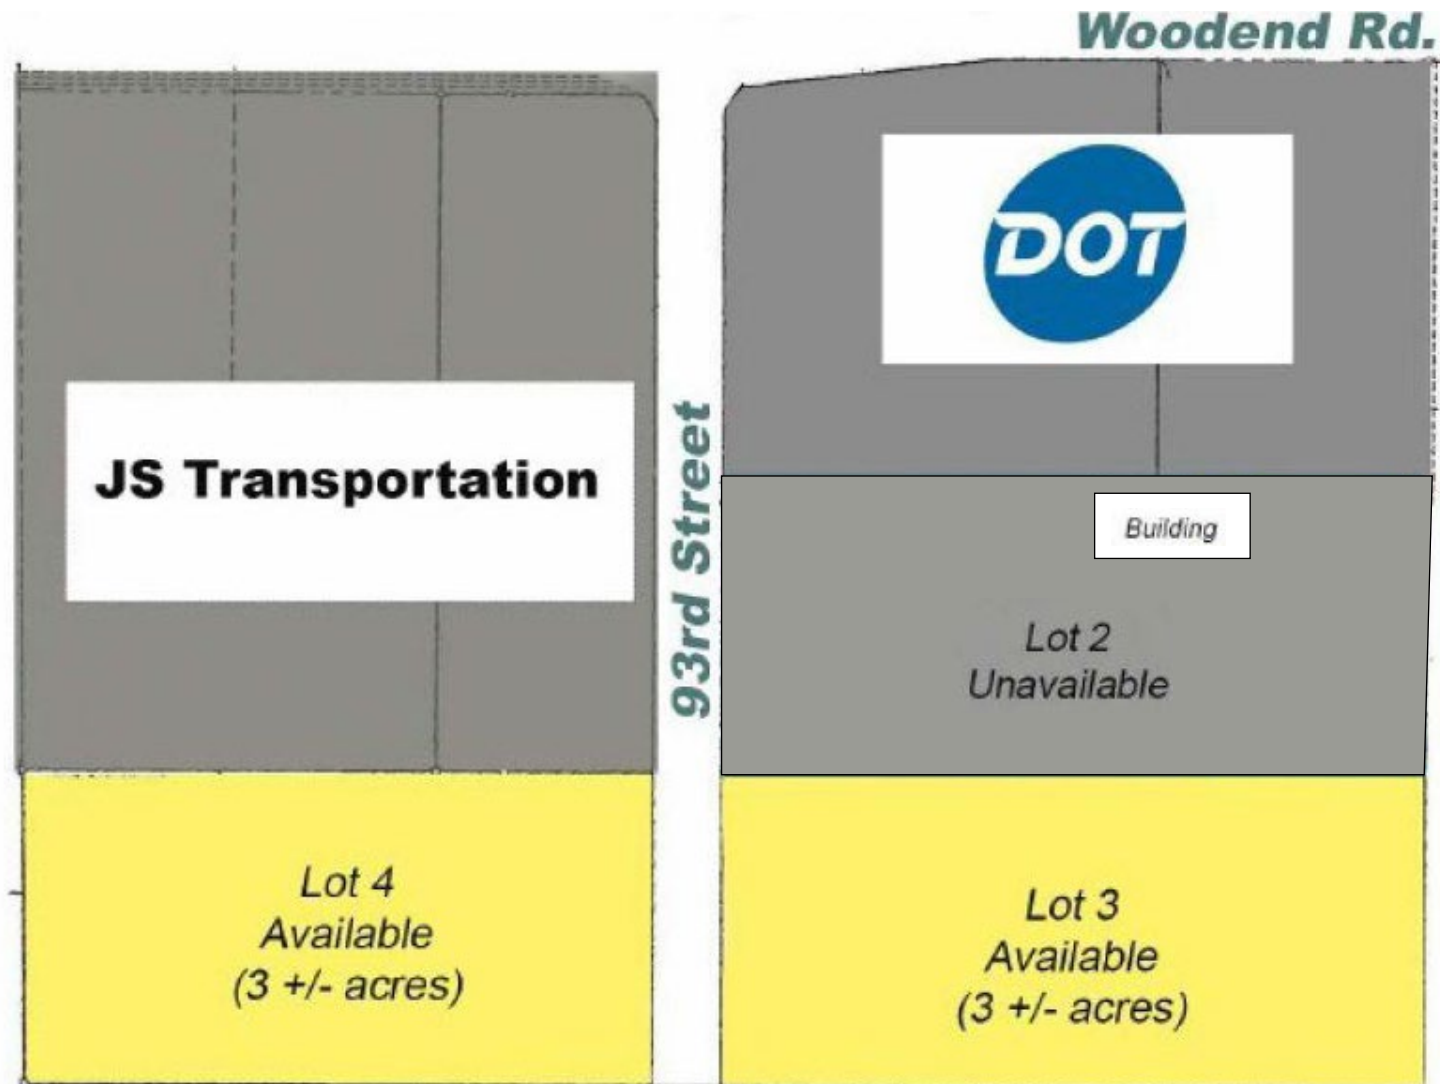 Woodend Rd.
DOT
JS Transportation
93rd Street
Building
Lot 2
Unavailable
Lot 4
Available
(3 +/- acres)
Lot 3
Available
(3 +/- acres)